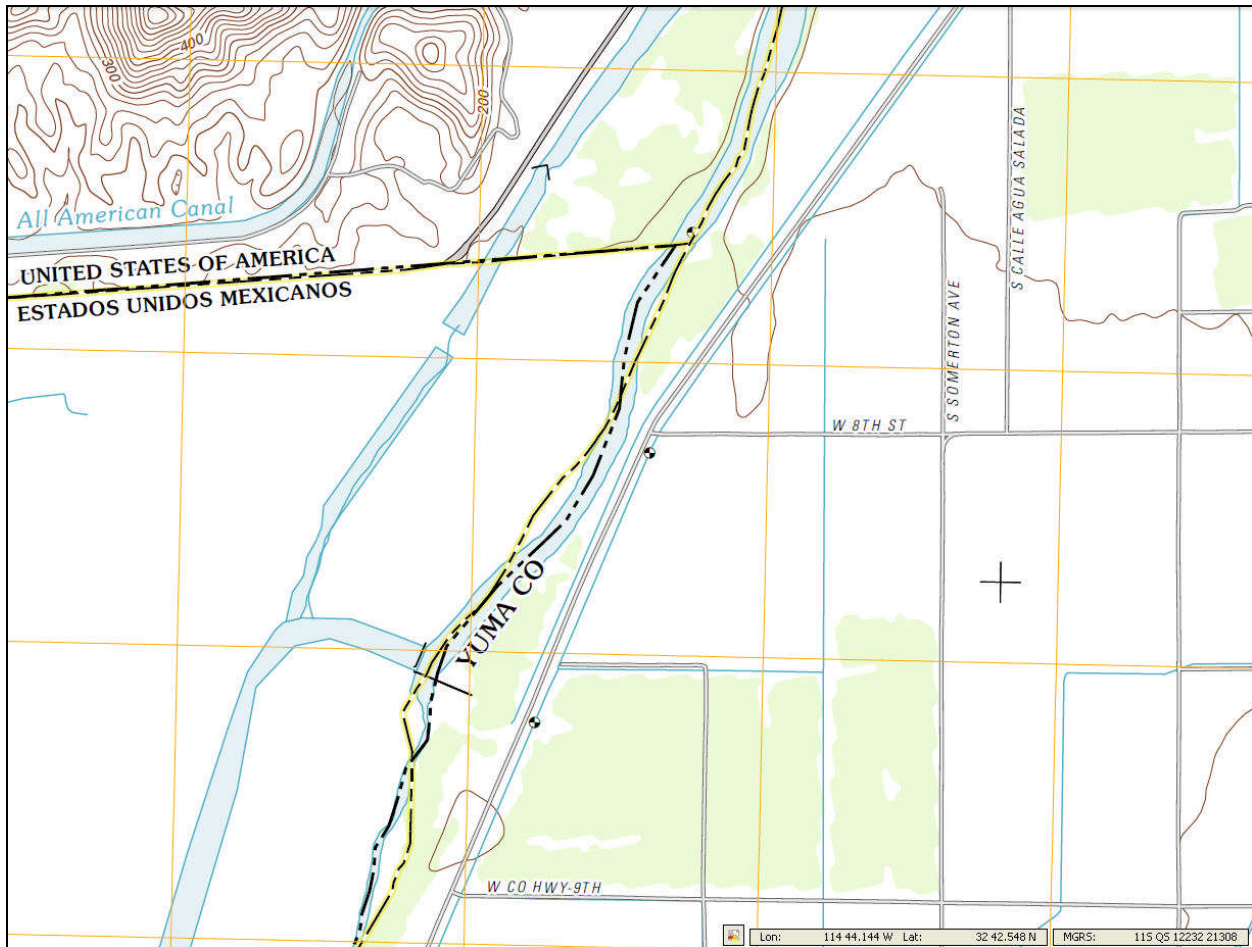 400
300
200
All American Canal
UNITED STATES OF AMERICA
ESTADOS UNIDOS MEXICANOS
S CALLE AGUA SALADA
S SOMERTON AVE
W 8TH ST
YUMA CO
W CO HWY-9TH
Lon: 114 44.144 W Lat: 32 42.548 N MGRS: 11S QS 12232 21308